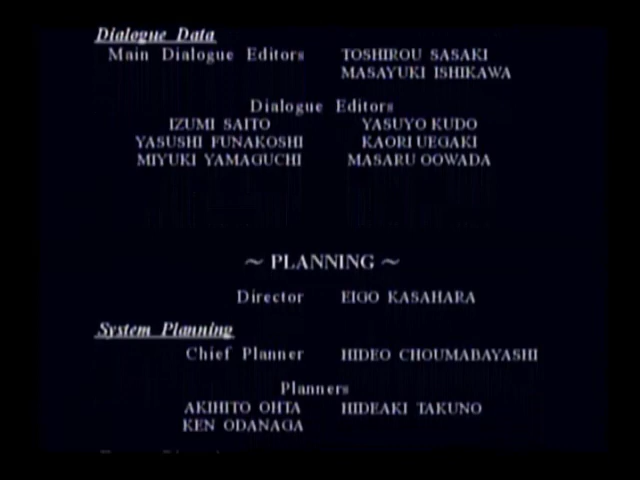 Dialogue Data
Main Dialogue Editors TOSHIROU SASAKI
MASAYUKI ISHIKAWA
Dialogue Editors
IZUMI SAITO YASUYO KUDO
YASUSHI FUNAKOSHI KAORI UEGAKI
MIYUKI YAMAGUCHI MASARU OOWADA
~ PLANNING ~
Director EIGO KASAHARA
System Planning
Chief Planner HIDEO CHOUMABAYASHI
Planners
AKIHITO OHTA HIDEAKI TAKUNO
KEN ODANAGA